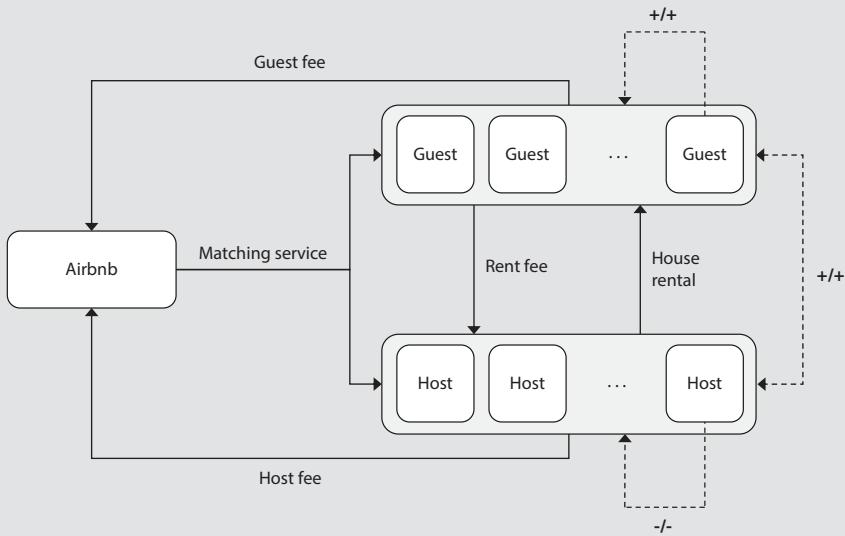 +/+
Guest fee
Guest
Guest
...
Guest
Matching service
Airbnb
Rent fee
House
rental
+/+
Host
Host
...
Host
Host fee
-/-